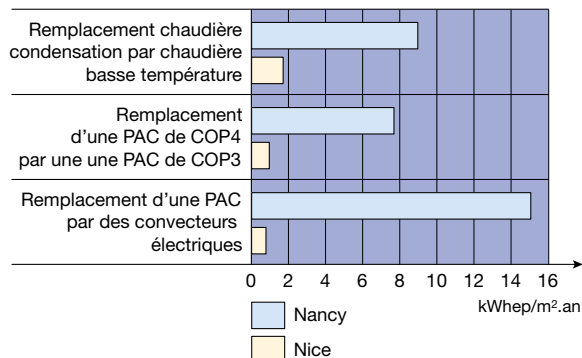 Remplacement chaudière
condensation par chaudière
basse température
Remplacement
d'une PAC de COP4
par une une PAC de COP3
Remplacement d'une PAC
par des convecteurs
électriques
0 2 4 6 8 10 12 14 16
kWhep/m².an
Nancy
Nice